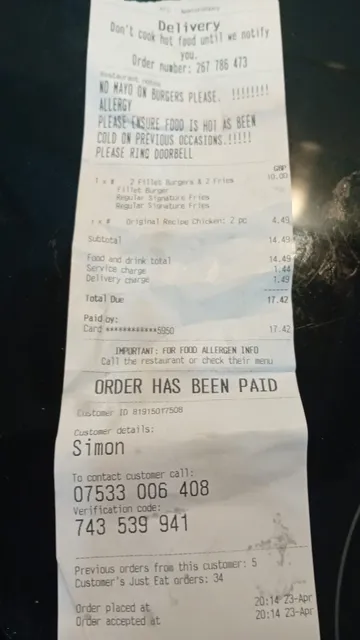 Delivery
Don't cook hot food until we notify
you.
Order number: 267 786 473
Restaurant notes
NO MAYO ON BURGERS PLEASE. !!!!!!!!
ALLERGY
PLEASE ENSURE FOOD IS HOT AS BEEN
COLD ON PREVIOUS OCCASIONS.!!!!!
PLEASE RING DOORBELL
GBP
1 x # 2 Fillet Burgers & 2 Fries 10.00
Fillet Burger
Regular Signature Fries
Regular Signature Fries
x # Original Recipe Chicken: 2 pc 4.49
Subtotal 14.49
Food and drink total 14.49
Service charge 1.44
Delivery charge 1.49
Total Due 17.42
Paid by:
Card ************5950 17.42
IMPORTANT: FOR FOOD ALLERGEN INFO
Call the restaurant or check their menu
ORDER HAS BEEN PAID
Customer ID 81915017508
Customer details:
Simon
To contact customer call:
07533 006 408
Verification code:
743 539 941
Previous orders from this customer: 5
Customer's Just Eat orders: 34
Order placed at 20:14 23-Apr
Order accepted at 20:14 23-Apr